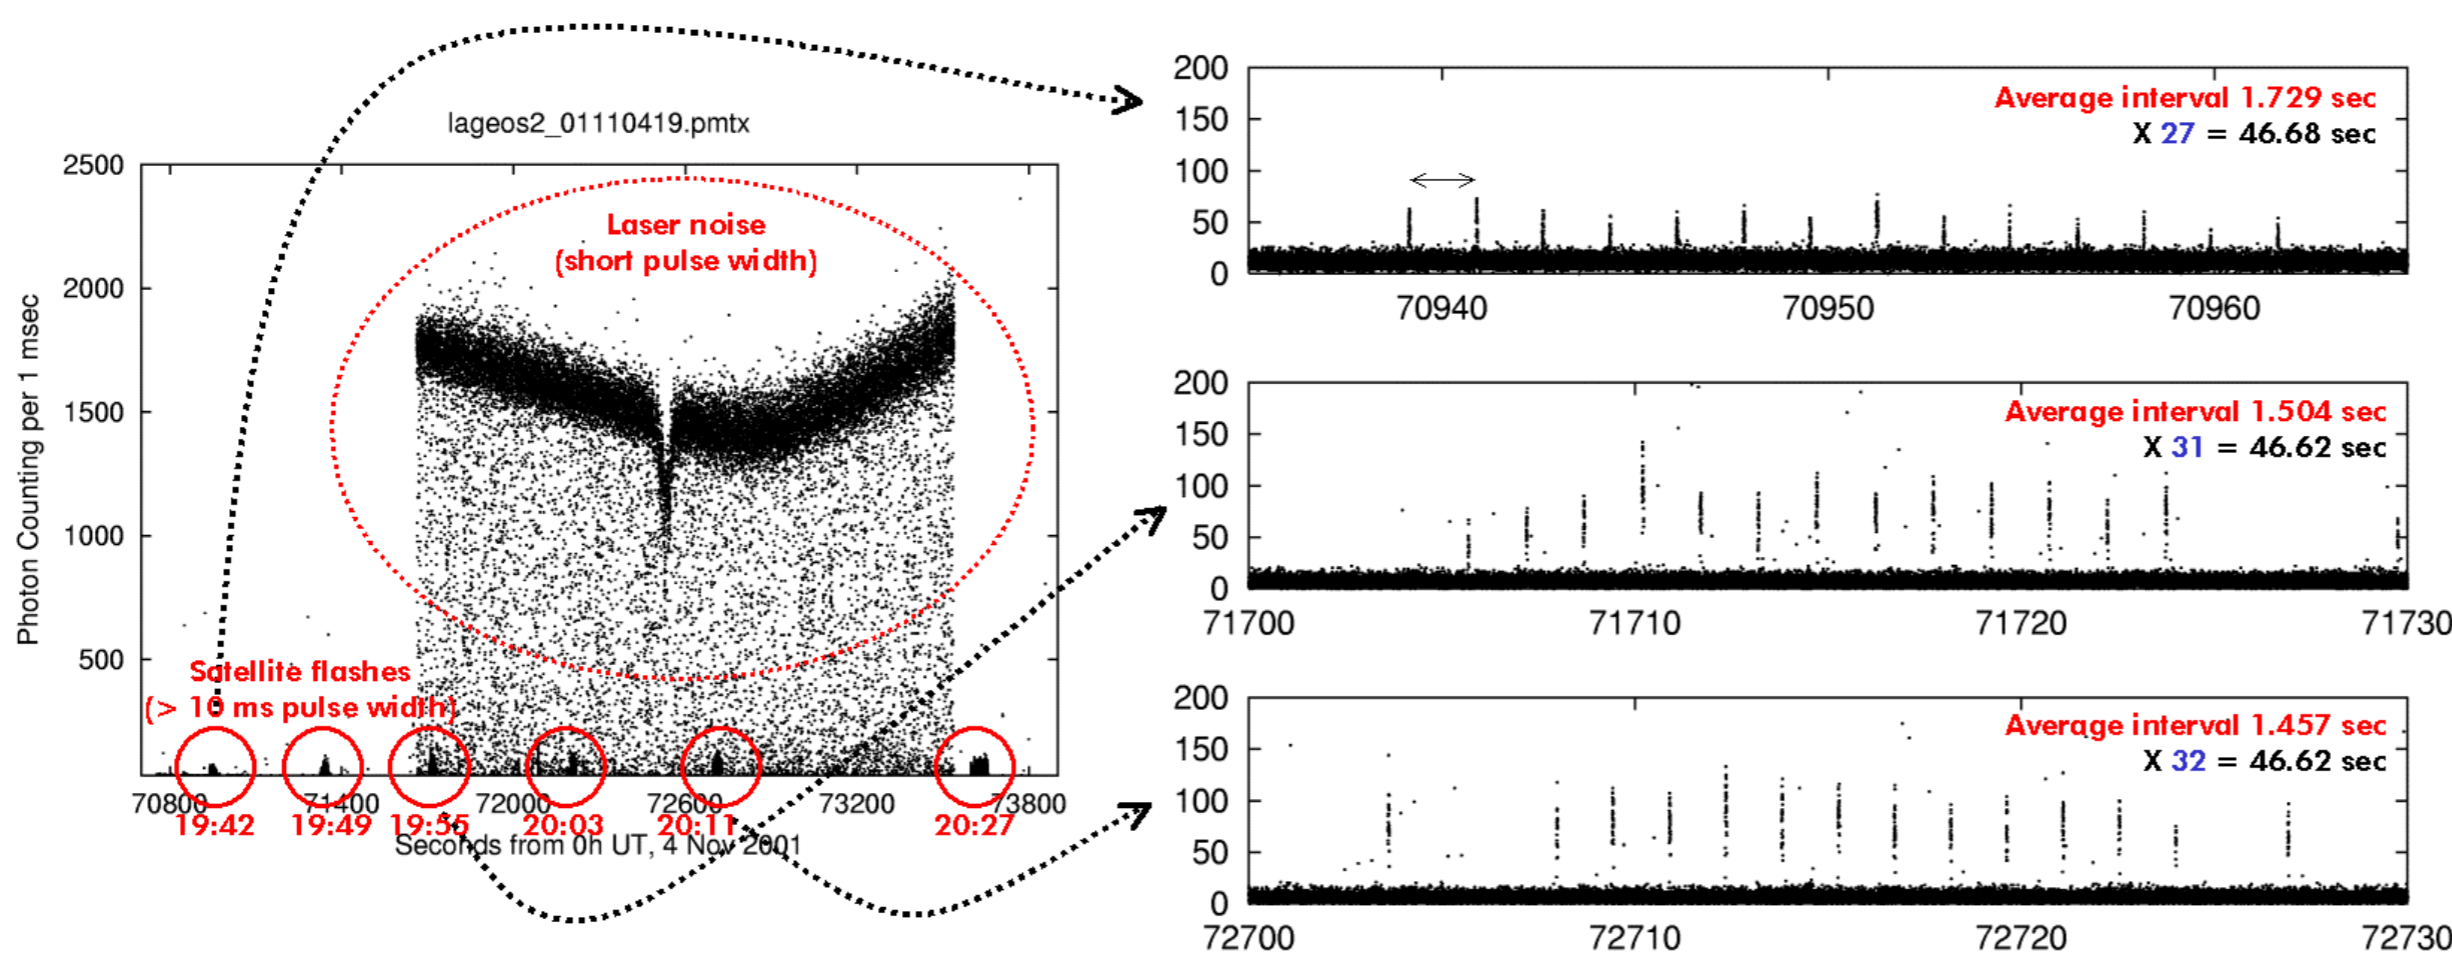 lageos2_01110419.pmtx
Photon Counting per 1 msec
2500
2000
1500
1000
500
Laser noise
(short pulse width)
Satellite flashes
(> 10 ms pulse width)
70800 71400 72000 72600 73200 73800
19:42 19:49 19:55 20:03 20:11 20:27
Seconds from 0h UT, 4 Nov 2001
200
150
100
50
0
Average interval 1.729 sec
X 27 = 46.68 sec
70940 70950 70960
200
150
100
50
0
Average interval 1.504 sec
X 31 = 46.62 sec
71700 71710 71720 71730
200
150
100
50
0
Average interval 1.457 sec
X 32 = 46.62 sec
72700 72710 72720 72730